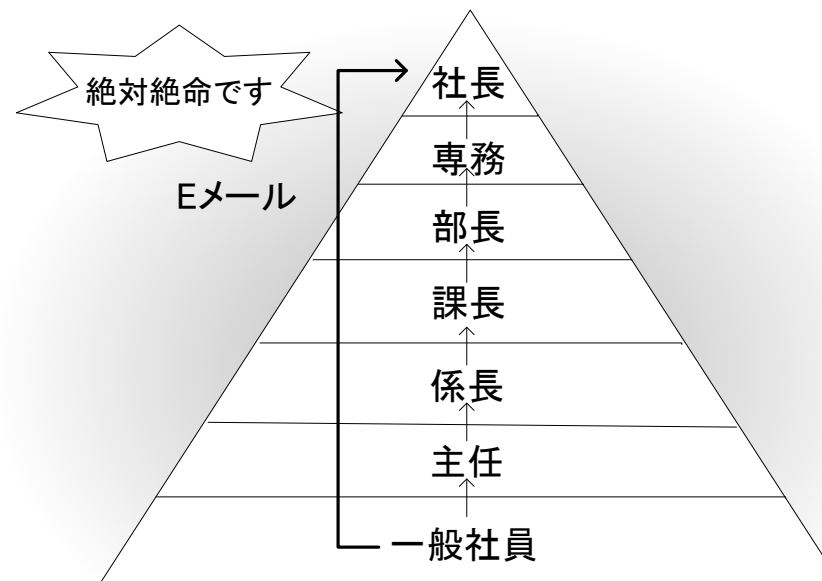 絶対絶命です
Eメール
社長
専務
部長
課長
係長
主任
一般社員